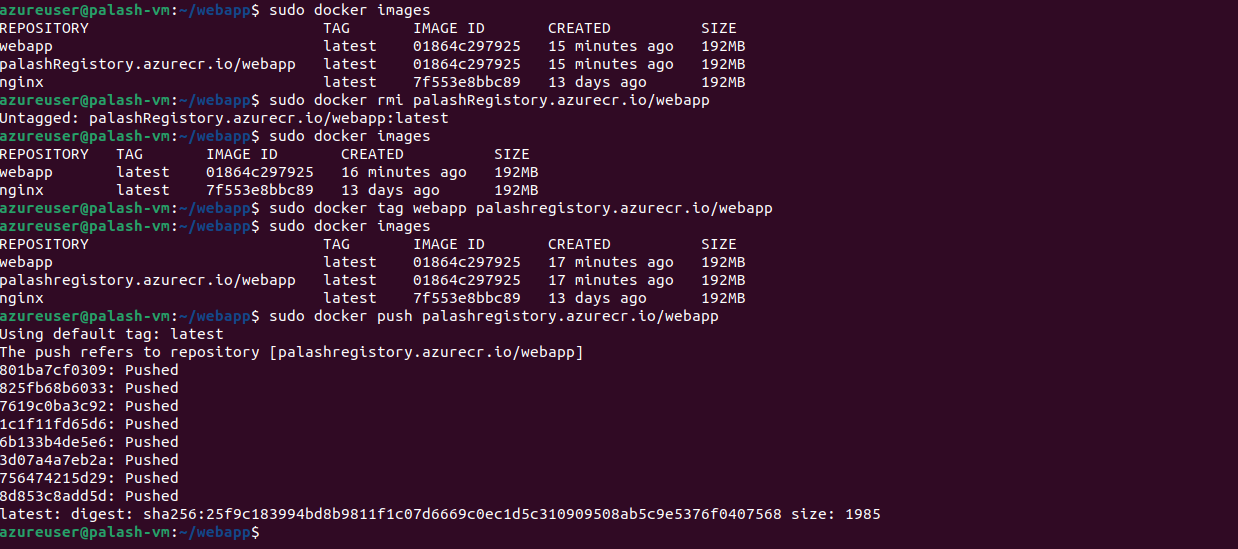 azureuser@palash-vm:~/webapp$ sudo docker images
REPOSITORY TAG IMAGE ID CREATED SIZE
webapp latest 01864c297925 15 minutes ago 192MB
palashRegistory.azurecr.io/webapp latest 01864c297925 15 minutes ago 192MB
nginx latest 7f553e8bbc89 13 days ago 192MB
azureuser@palash-vm:~/webapp$ sudo docker rmi palashRegistory.azurecr.io/webapp
Untagged: palashRegistory.azurecr.io/webapp:latest
azureuser@palash-vm:~/webapp$ sudo docker images
REPOSITORY TAG IMAGE ID CREATED SIZE
webapp latest 01864c297925 16 minutes ago 192MB
nginx latest 7f553e8bbc89 13 days ago 192MB
azureuser@palash-vm:~/webapp$ sudo docker tag webapp palashregistory.azurecr.io/webapp
azureuser@palash-vm:~/webapp$ sudo docker images
REPOSITORY TAG IMAGE ID CREATED SIZE
webapp latest 01864c297925 17 minutes ago 192MB
palashregistory.azurecr.io/webapp latest 01864c297925 17 minutes ago 192MB
nginx latest 7f553e8bbc89 13 days ago 192MB
azureuser@palash-vm:~/webapp$ sudo docker push palashregistory.azurecr.io/webapp
Using default tag: latest
The push refers to repository [palashregistory.azurecr.io/webapp]
801ba7cf0309: Pushed
825fb68b6033: Pushed
7619c0ba3c92: Pushed
1c1f11fd65d6: Pushed
6b133b4de5e6: Pushed
3d07a4a7eb2a: Pushed
756474215d29: Pushed
8d853c8add5d: Pushed
latest: digest: sha256:25f9c183994bd8b9811f1c07d6669c0ec1d5c310909508ab5c9e5376f0407568 size: 1985
azureuser@palash-vm:~/webapp$